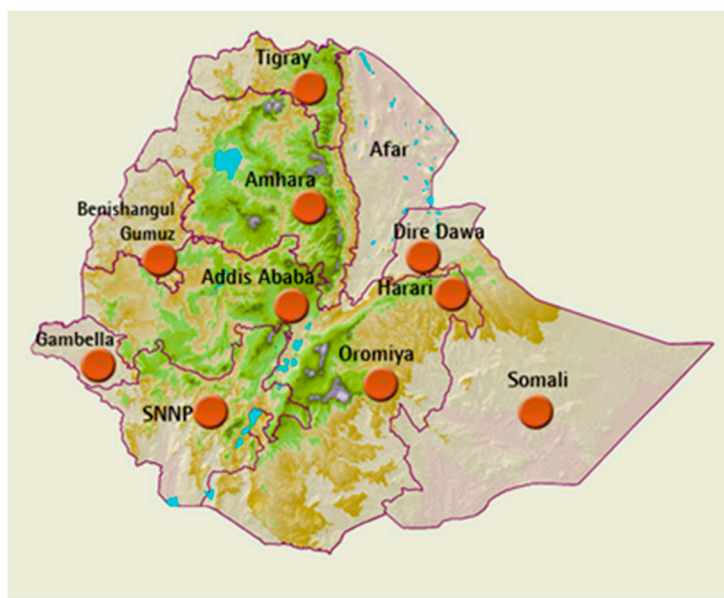 Tigray
Afar
Amhara
Benishangul
Gumuz
Dire Dawa
Addis Ababa
Harari
Gambella
Oromiya
Somali
SNNP